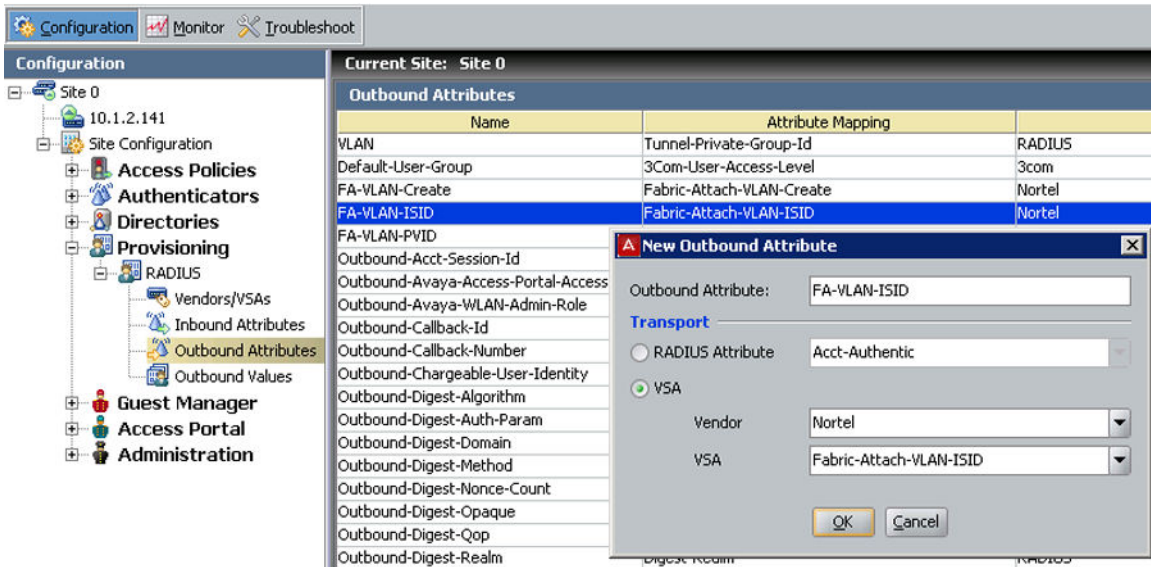 Configuration Monitor Troubleshoot
Configuration
Site 0
10.1.2.141
Site Configuration
Access Policies
Authenticators
Directories
Provisioning
RADIUS
Vendors/VSAs
Inbound Attributes
Outbound Attributes
Outbound Values
Guest Manager
Access Portal
Administration
Current Site: Site 0
Outbound Attributes
Name Attribute Mapping
VLAN Tunnel-Private-Group-Id RADIUS
Default-User-Group 3Com-User-Access-Level 3com
FA-VLAN-Create Fabric-Attach-VLAN-Create Nortel
FA-VLAN-ISID Fabric-Attach-VLAN-ISID Nortel
FA-VLAN-PVID
Outbound-Acct-Session-Id
Outbound-Avaya-Access-Portal-Access
Outbound-Avaya-WLAN-Admin-Role
Outbound-Callback-Id
Outbound-Callback-Number
Outbound-Chargeable-User-Identity
Outbound-Digest-Algorithm
Outbound-Digest-Auth-Param
Outbound-Digest-Domain
Outbound-Digest-Method
Outbound-Digest-Nonce-Count
Outbound-Digest-Opaque
Outbound-Digest-Qop
Outbound-Digest-Realm
A New Outbound Attribute
Outbound Attribute: FA-VLAN-ISID
Transport
RADIUS Attribute Acct-Authentic
VSA
Vendor Nortel
VSA Fabric-Attach-VLAN-ISID
OK Cancel